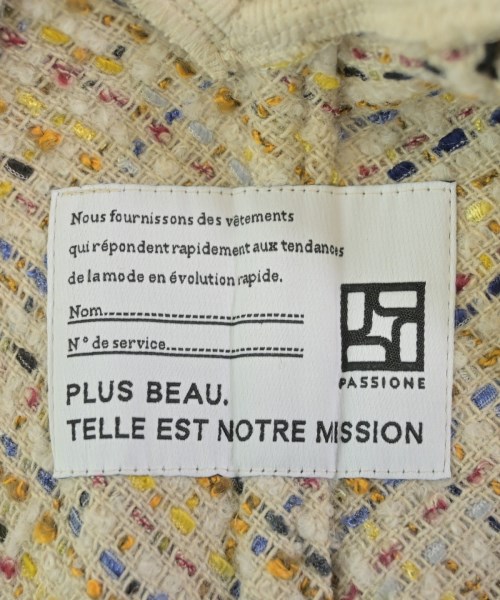 Nous fournissons des vêtements
qui répondent rapidement aux tendances
de la mode en évolution rapide.
Nom
N° de service
PASSIONE
PLUS BEAU.
TELLE EST NOTRE MISSION